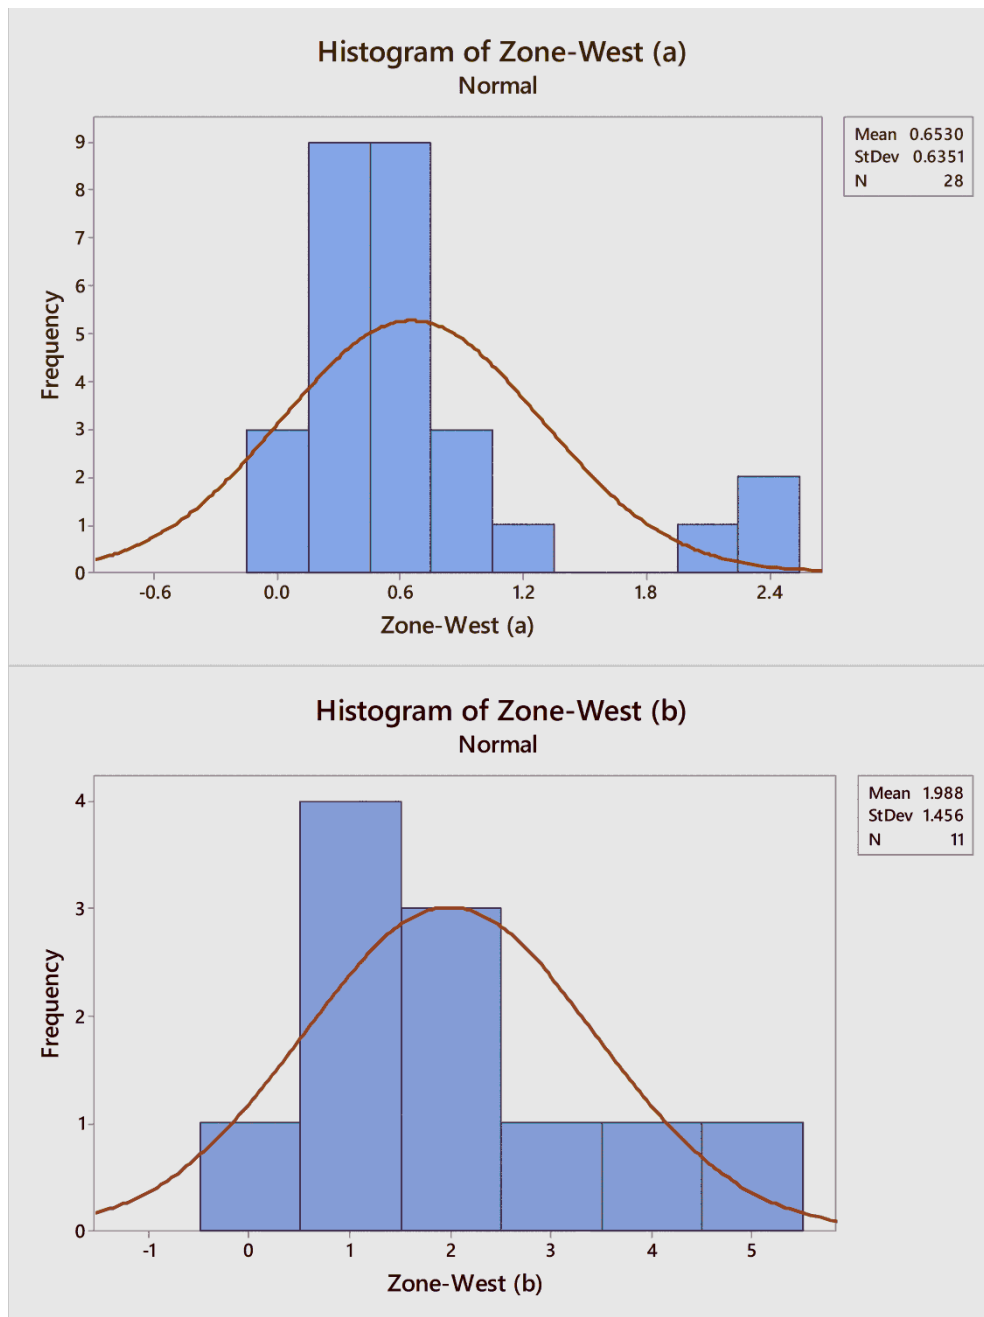 Histogram of Zone-West (a)
Normal
Mean 0.6530
StDev 0.6351
N 28
Frequency
9
8
7
6
5
4
3
2
1
0
-0.6 0.0 0.6 1.2 1.8 2.4
Zone-West (a)
Histogram of Zone-West (b)
Normal
Mean 1.988
StDev 1.456
N 11
Frequency
4
3
2
1
0
-1 0 1 2 3 4 5
Zone-West (b)